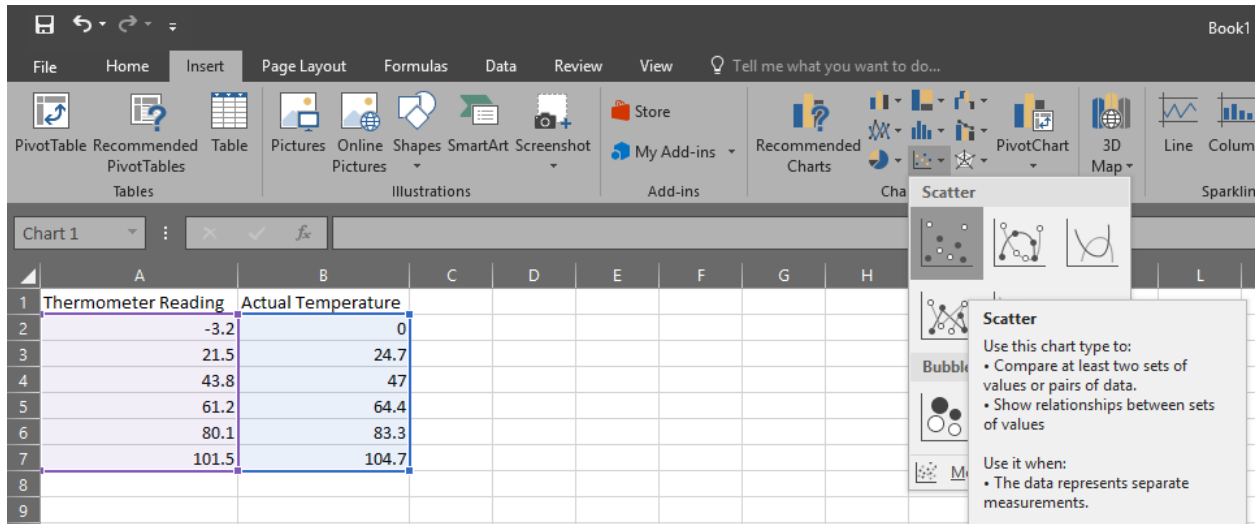 Book1
File Home Insert Page Layout Formulas Data Review View Tell me what you want to do...
PivotTable Recommended PivotTables Table
Pictures Online Pictures Shapes SmartArt Screenshot
Store
My Add-ins
Recommended Charts
PivotChart
3D Map
Line
Tables Illustrations Add-ins
Chart 1 fx
A B C D E F G H L
1 Thermometer Reading Actual Temperature
2 -3.2 0
3 21.5 24.7
4 43.8 47
5 61.2 64.4
6 80.1 83.3
7 101.5 104.7
8
9
Scatter
Scatter
Use this chart type to:
• Compare at least two sets of
values or pairs of data.
• Show relationships between sets
of values
Use it when:
• The data represents separate
measurements.